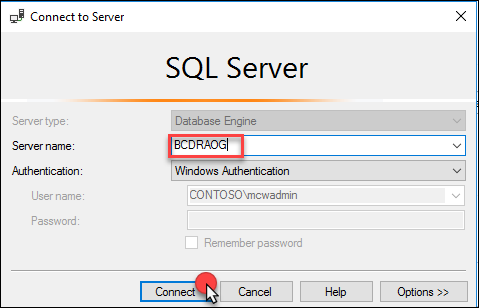 Connect to Server
SQL Server
Server type: Database Engine
Server name: BCDRAOG
Authentication: Windows Authentication
User name: CONTOSO\mcwadmin
Password:
Remember password
Connect Cancel Help Options >>